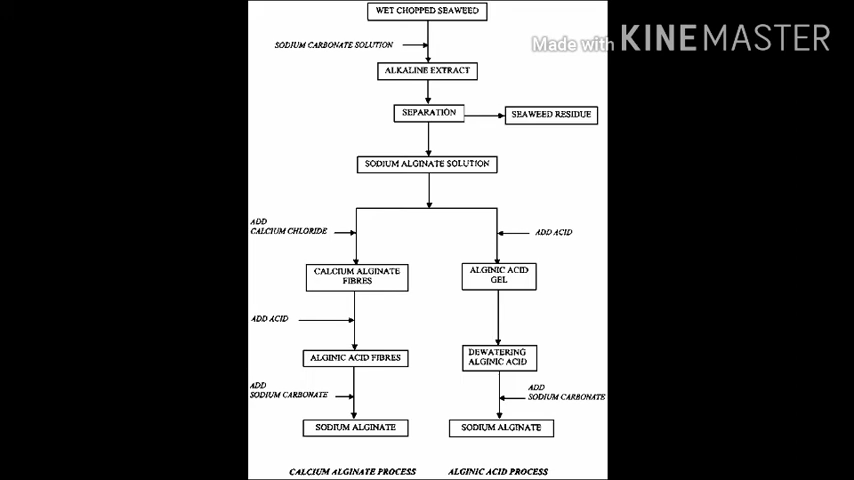 WET CHOPPED SEAWEED
Made with KINEMASTER
SODIUM CARBONATE SOLUTION
ALKALINE EXTRACT
SEPARATION
SEAWEED RESIDUE
SODIUM ALGINATE SOLUTION
ADD
CALCIUM CHLORIDE
ADD ACID
CALCIUM ALGINATE
FIBRES
ALGINIC ACID
GEL
ADD ACID
ALGINIC ACID FIBRES
DEWATERING
ALGINIC ACID
ADD
SODIUM CARBONATE
ADD
SODIUM CARBONATE
SODIUM ALGINATE
SODIUM ALGINATE
CALCIUM ALGINATE PROCESS
ALGINIC ACID PROCESS